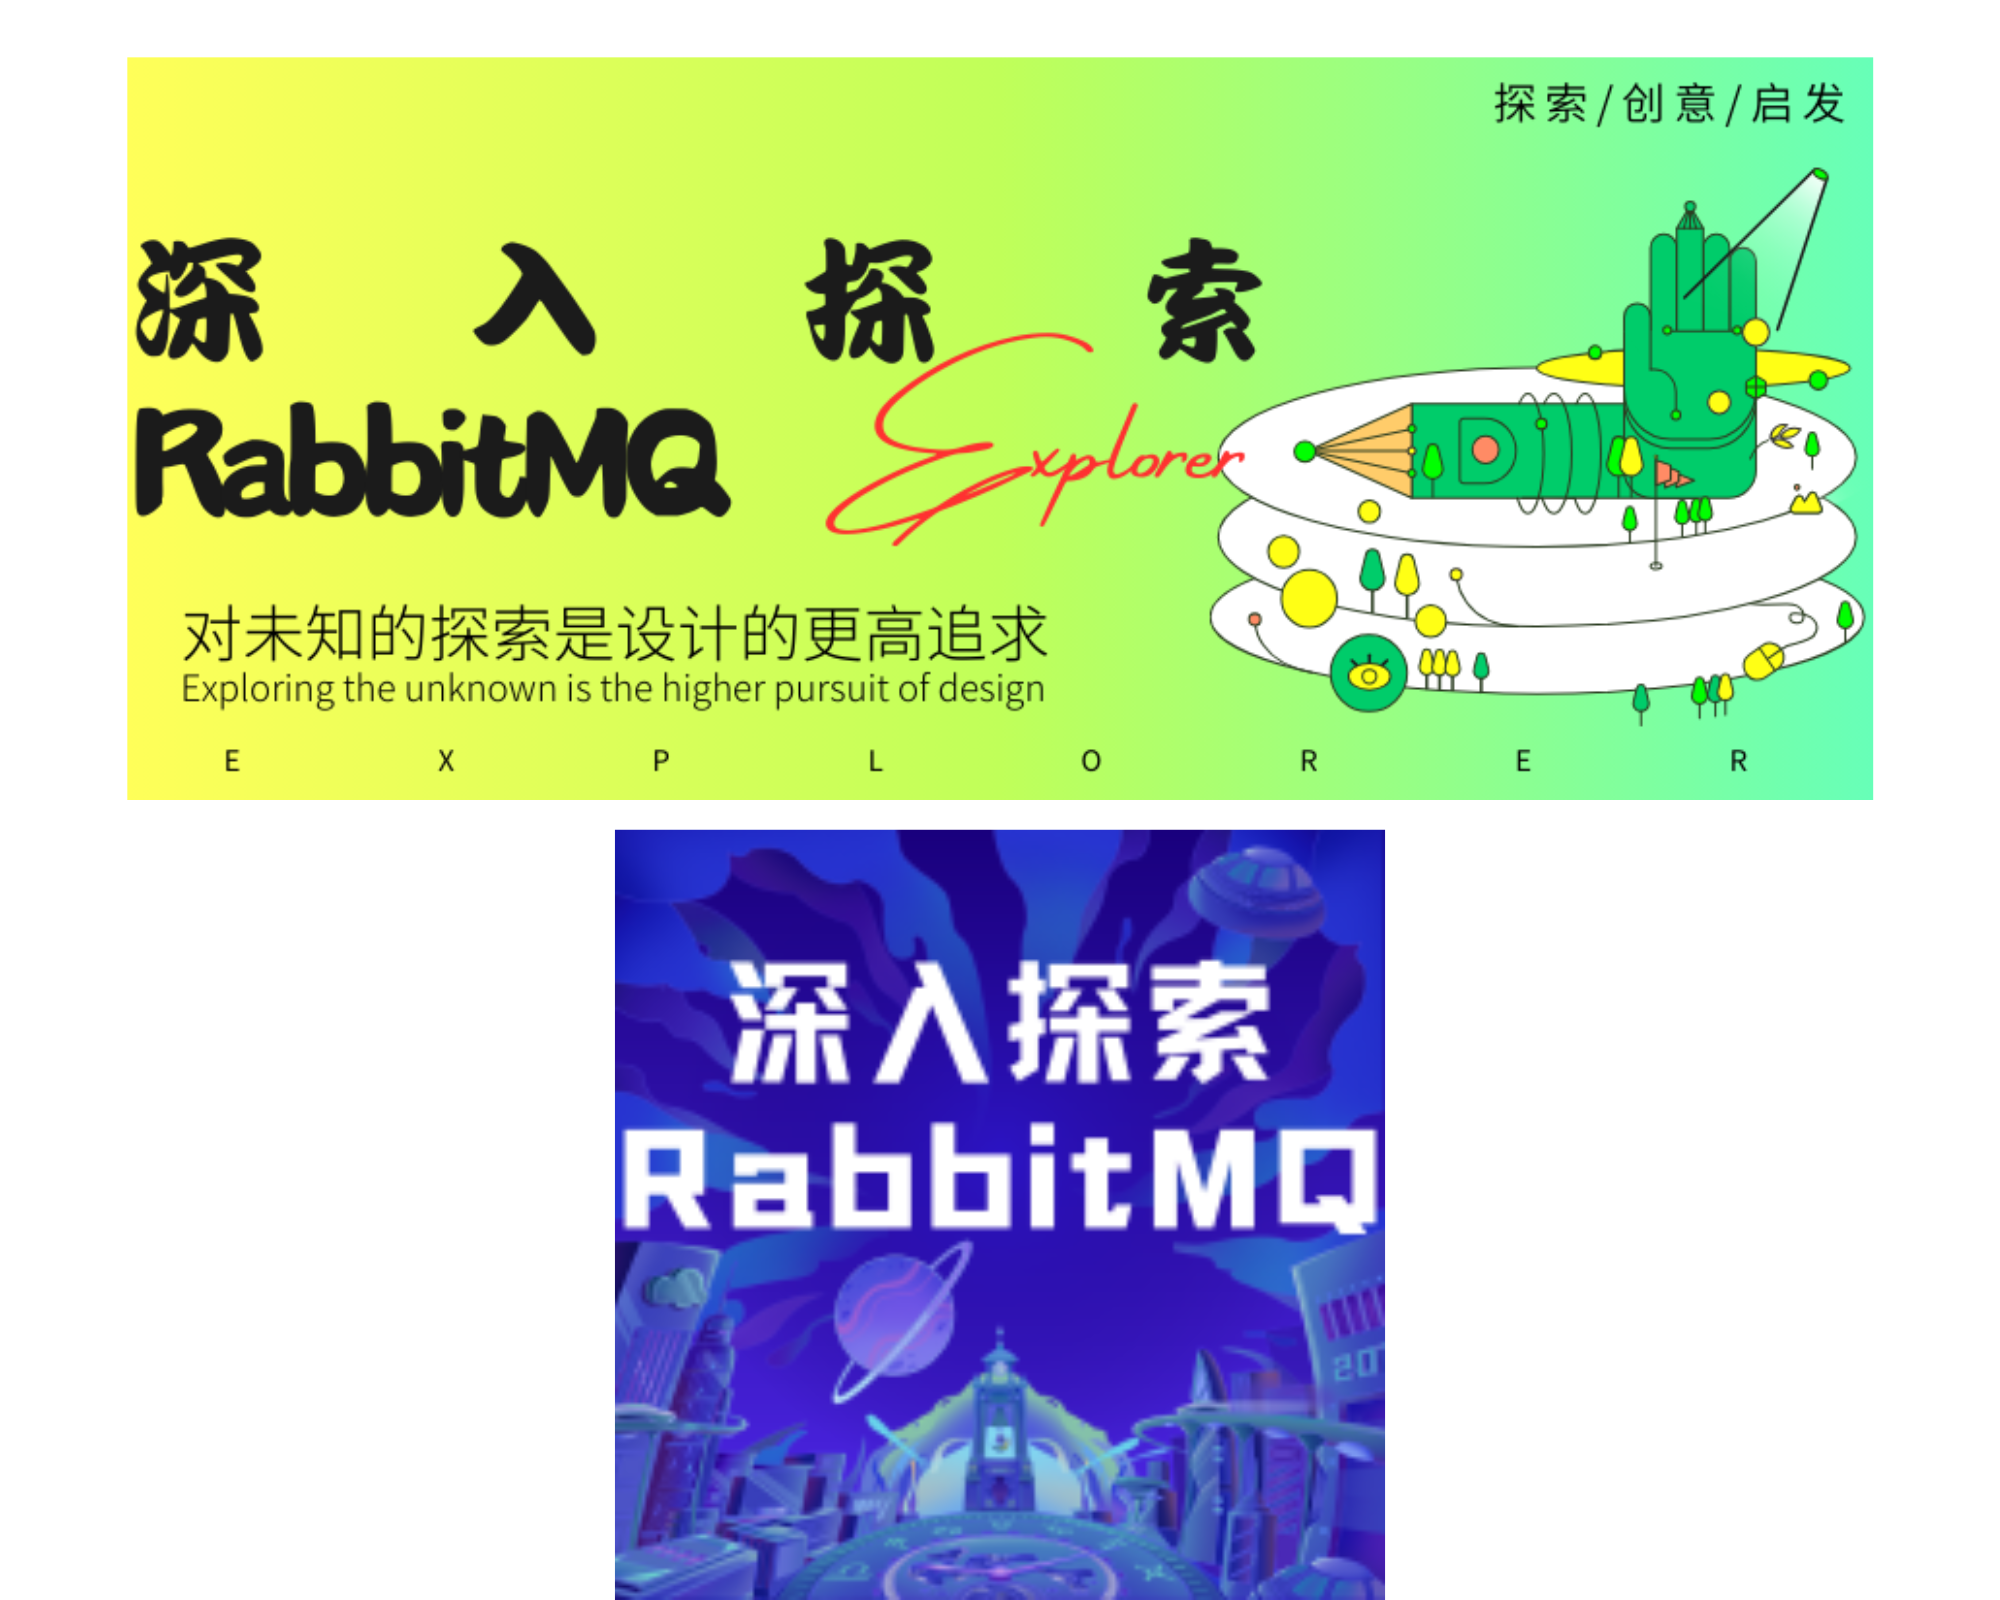 探索/创意/启发
深入探索
RabbitMQ
Explorer
对未知的探索是设计的更高追求
Exploring the unknown is the higher pursuit of design
EXPLORER
深入探索
RabbitMQ
20